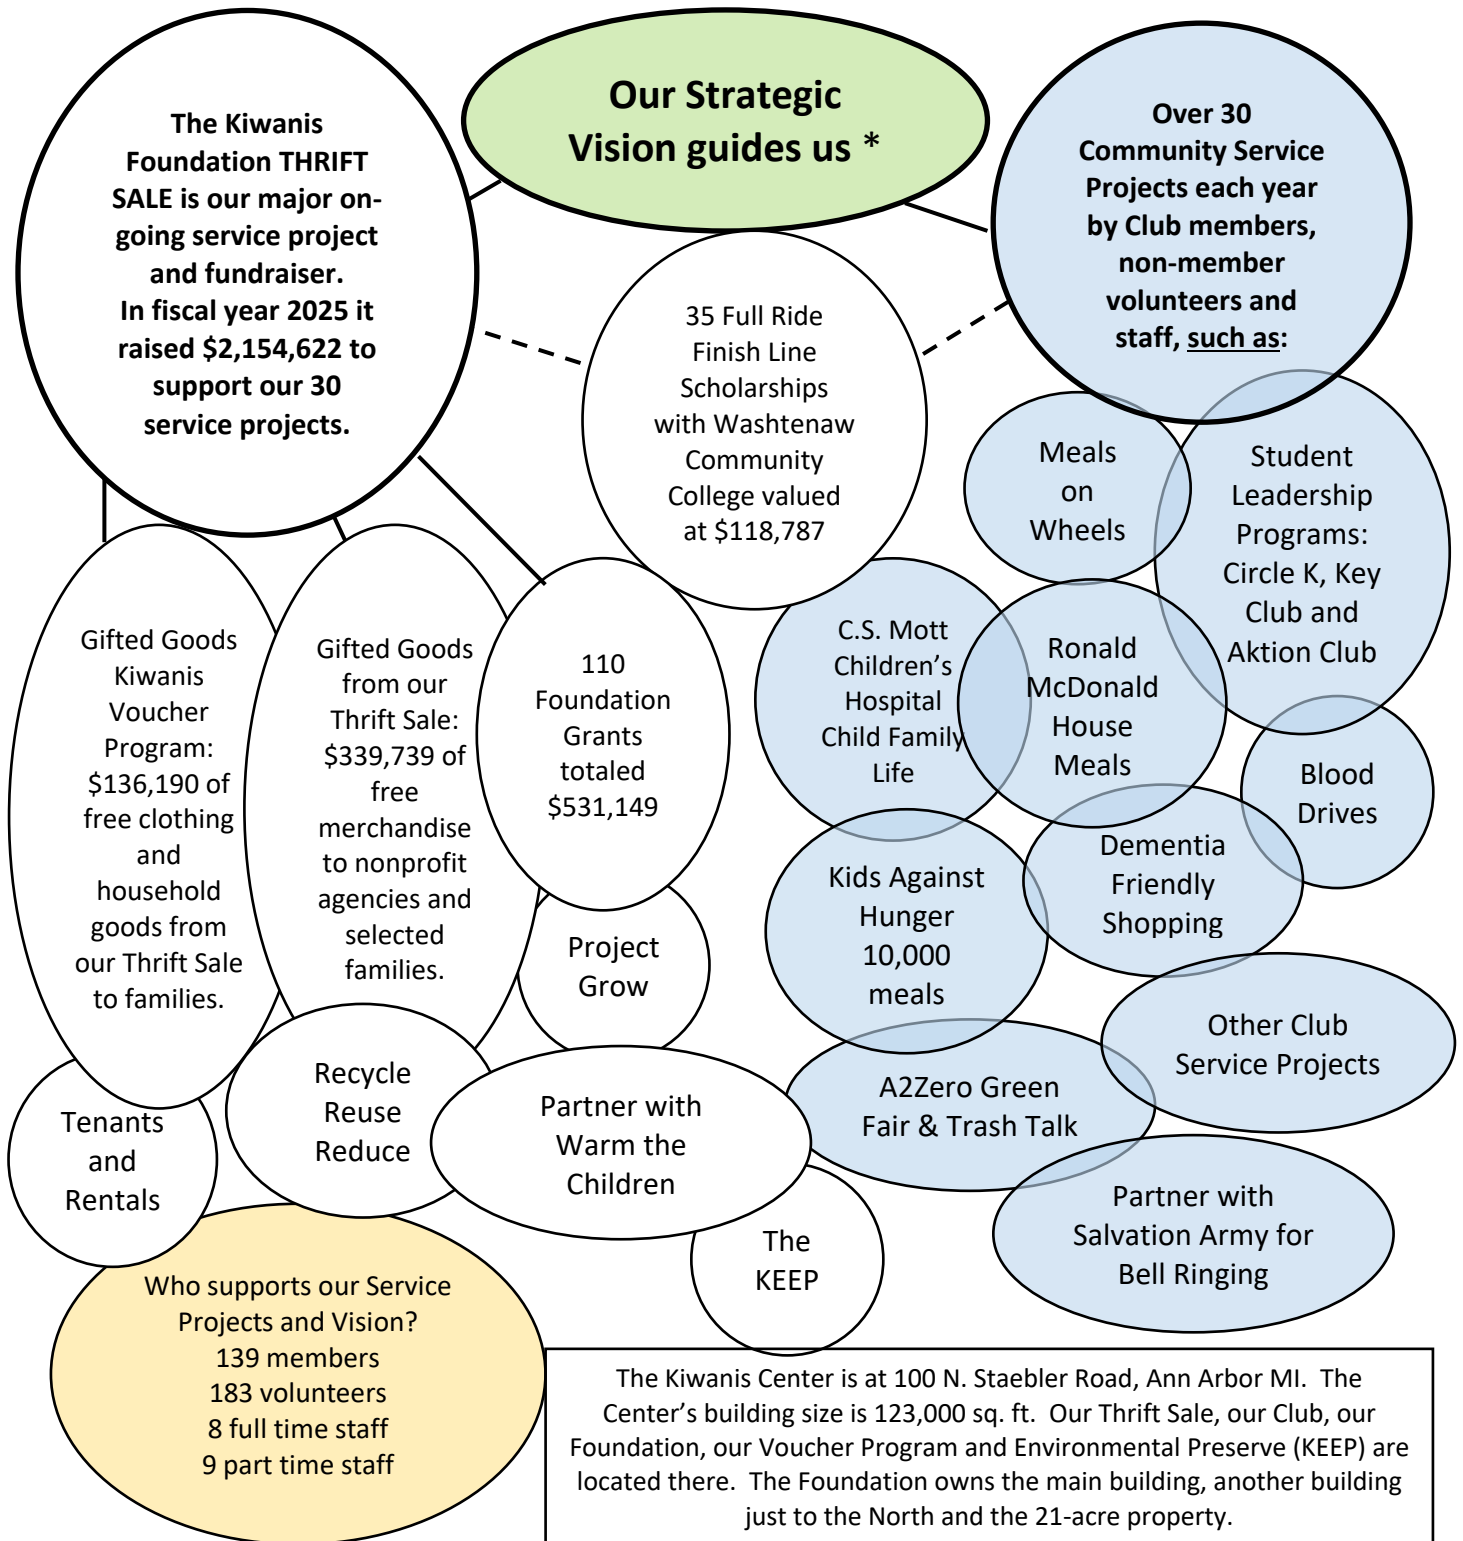 The Kiwanis
Foundation THRIFT
SALE is our major on-
going service project
and fundraiser.
In fiscal year 2025 it
raised $2,154,622 to
support our 30
service projects.
Our Strategic
Vision guides us *
Over 30
Community Service
Projects each year
by Club members,
non-member
volunteers and
staff, such as:
35 Full Ride
Finish Line
Scholarships
with Washtenaw
Community
College valued
at $118,787
Meals
on
Wheels
Student
Leadership
Programs:
Circle K, Key
Club and
Aktion Club
Gifted Goods
Kiwanis
Voucher
Program:
$136,190 of
free clothing
and
household
goods from
our Thrift Sale
to families.
Gifted Goods
from our
Thrift Sale:
$339,739 of
free
merchandise
to nonprofit
agencies and
selected
families.
110
Foundation
Grants
totaled
$531,149
C.S. Mott
Children's
Hospital
Child Family
Life
Ronald
McDonald
House
Meals
Blood
Drives
Dementia
Friendly
Shopping
Kids Against
Hunger
10,000
meals
Project
Grow
Other Club
Service Projects
Tenants
and
Rentals
Recycle
Reuse
Reduce
Partner with
Warm the
Children
A2Zero Green
Fair & Trash Talk
The
KEEP
Partner with
Salvation Army for
Bell Ringing
Who supports our Service
Projects and Vision?
139 members
183 volunteers
8 full time staff
9 part time staff
The Kiwanis Center is at 100 N. Staebler Road, Ann Arbor MI. The
Center's building size is 123,000 sq. ft. Our Thrift Sale, our Club, our
Foundation, our Voucher Program and Environmental Preserve (KEEP) are
located there. The Foundation owns the main building, another building
just to the North and the 21-acre property.